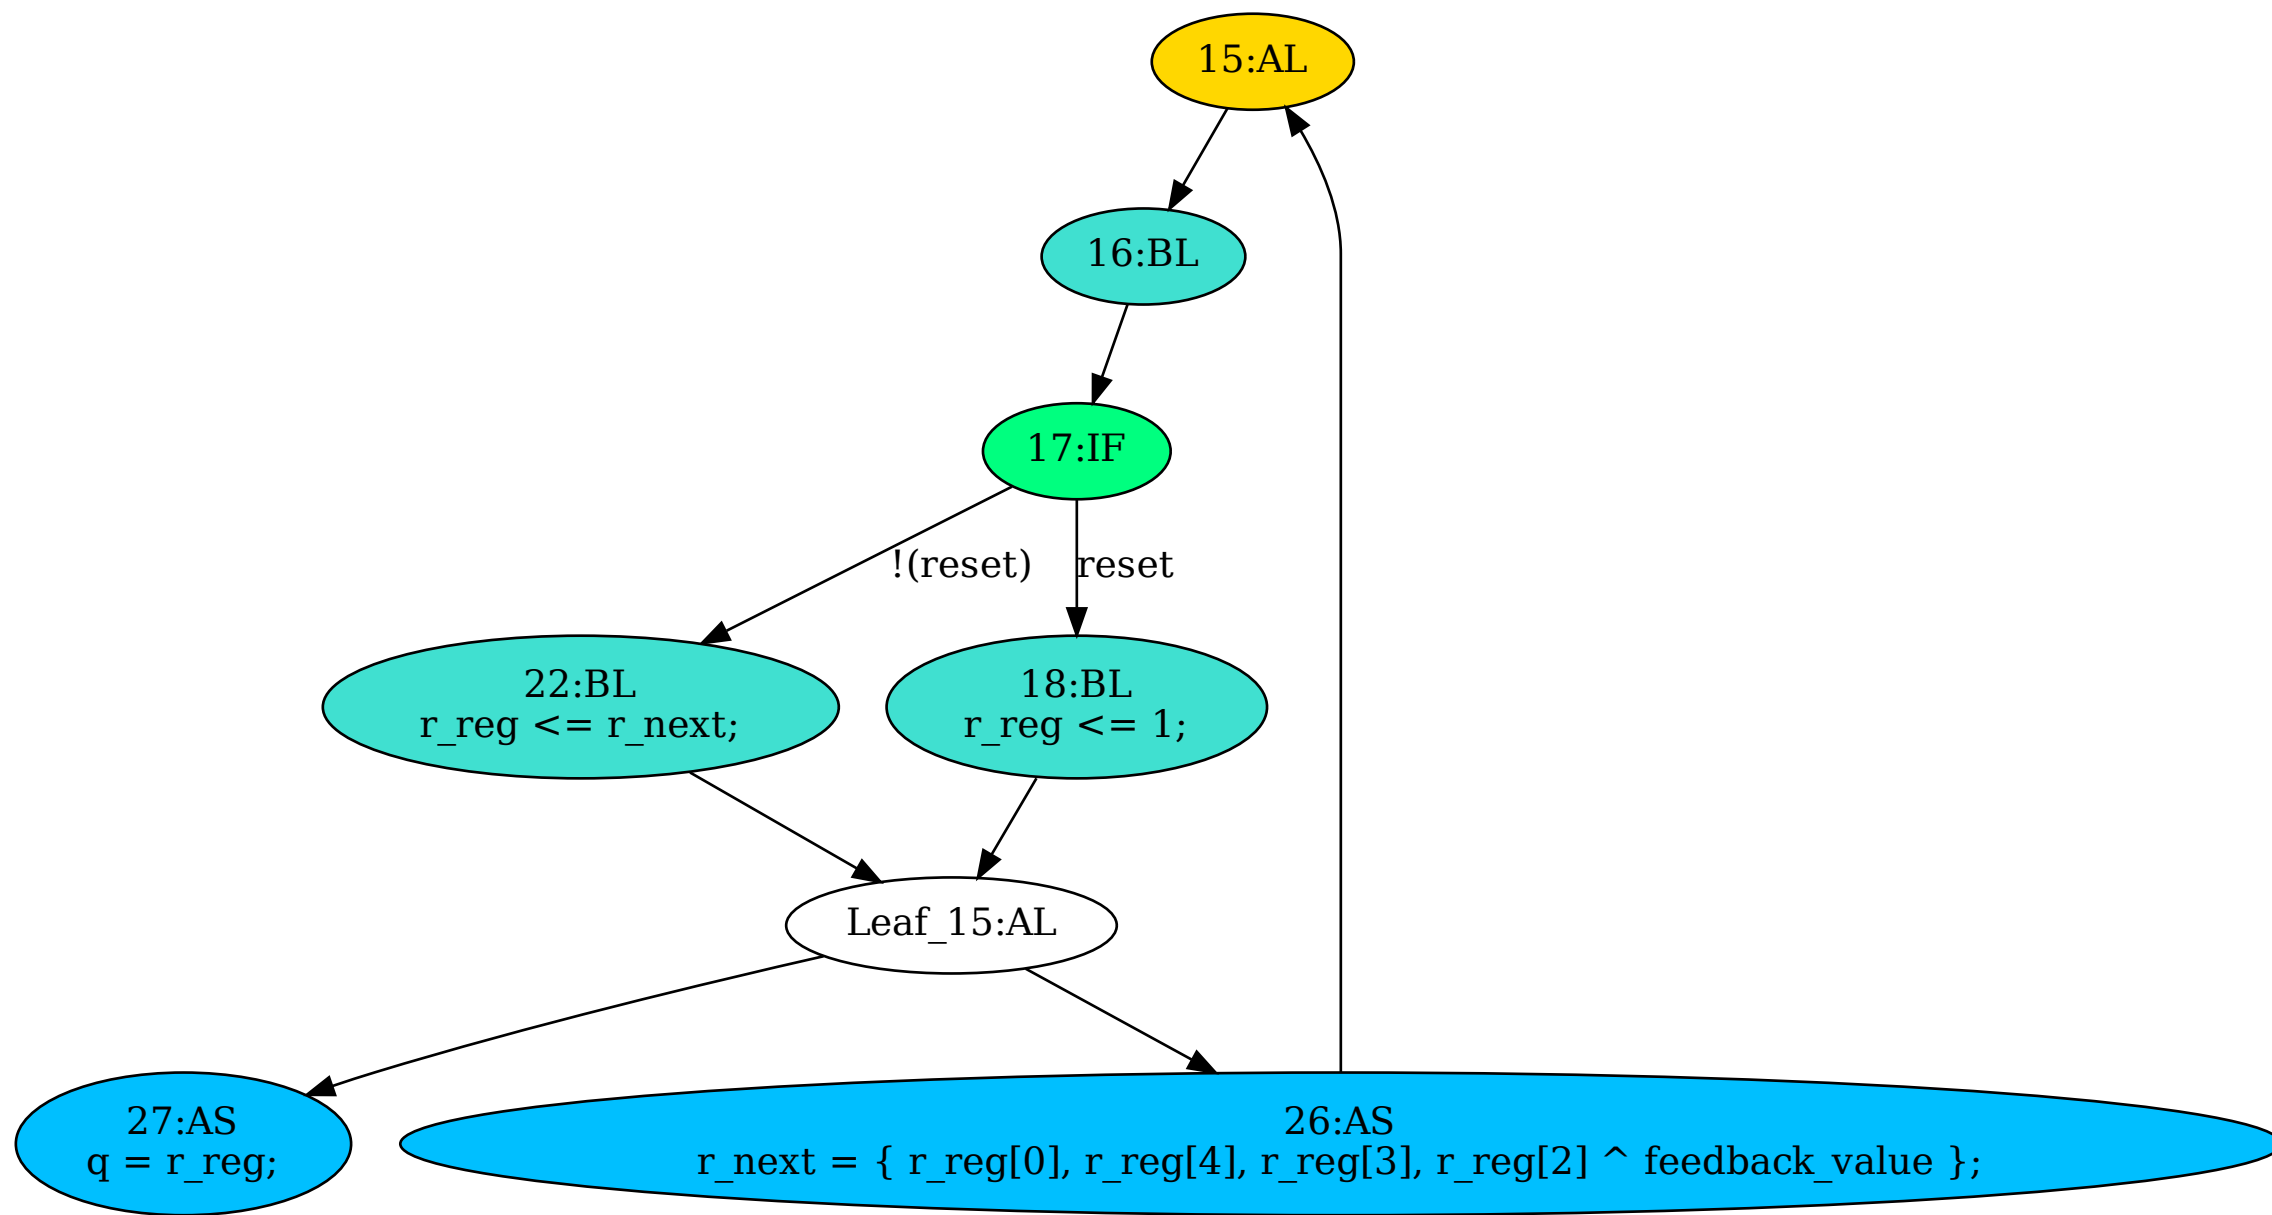 15:AL
16:BL
17:IF
!(reset)
reset
22:BL
r_reg <= r_next;
18:BL
r_reg <= 1;
Leaf_15:AL
27:AS
q = r_reg;
26:AS
r_next = { r_reg[0], r_reg[4], r_reg[3], r_reg[2] ^ feedback_value };